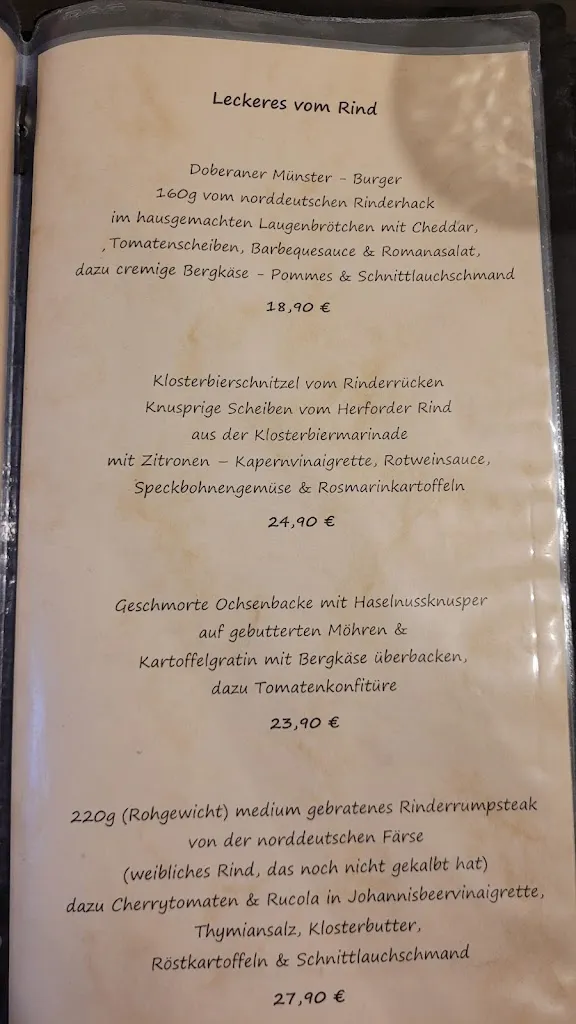 Leckeres vom Rind
Doberaner Münster - Burger
160g vom norddeutschen Rinderhack
im hausgemachten Laugenbrötchen mit Cheddar,
, Tomatenscheiben, Barbequesauce & Romanasalat,
dazu cremige Bergkäse - Pommes & Schnittlauchschmand
18,90 €
Klosterbierschnitzel vom Rinderrücken
Knusprige Scheiben vom Herforder Rind
aus der Klosterbiermarinade
mit Zitronen – Kapernvinaigrette, Rotweinsauce,
Speckbohnengemüse & Rosmarinkartoffeln
24,90 €
Geschmorte Ochsenbacke mit Haselnussknusper
auf gebutterten Möhren &
Kartoffelgratin mit Bergkäse überbacken,
dazu Tomatenkonfitüre
23,90 €
220g (Rohgewicht) medium gebratenes Rinderrumpsteak
von der norddeutschen Färse
(weibliches Rind, das noch nicht gekalbt hat)
dazu Cherrytomaten & Rucola in Johannisbeervinaigrette,
Thymiansalz, Klosterbutter,
Röstkartoffeln & Schnittlauchschmand
27,90 €